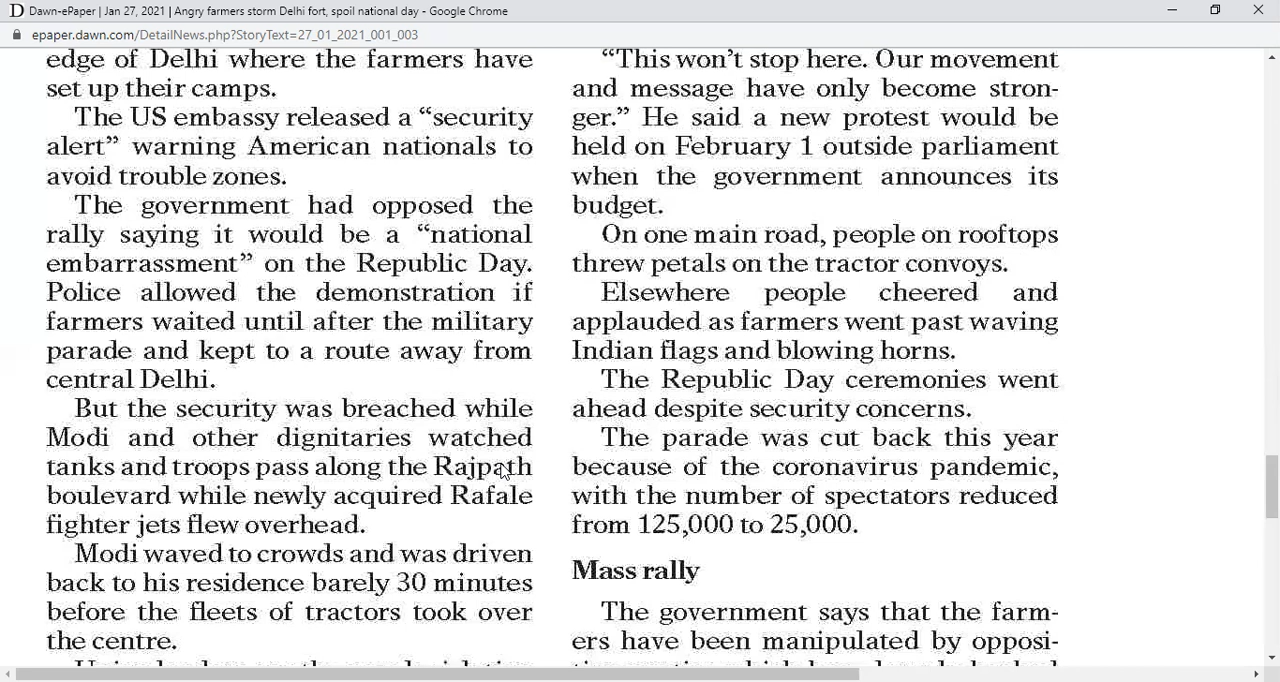 D Dawn-ePaper | Jan 27, 2021 | Angry farmers storm Delhi fort, spoil national day - Google Chrome
epaper.dawn.com/DetailNews.php?StoryText=27_01_2021_001_003
edge of Delhi where the farmers have
set up their camps.
The US embassy released a “security
alert” warning American nationals to
avoid trouble zones.
The government had opposed the
rally saying it would be a “national
embarrassment” on the Republic Day.
Police allowed the demonstration if
farmers waited until after the military
parade and kept to a route away from
central Delhi.
But the security was breached while
Modi and other dignitaries watched
tanks and troops pass along the Rajpath
boulevard while newly acquired Rafale
fighter jets flew overhead.
Modi waved to crowds and was driven
back to his residence barely 30 minutes
before the fleets of tractors took over
the centre.
“This won’t stop here. Our movement
and message have only become stron-
ger.” He said a new protest would be
held on February 1 outside parliament
when the government announces its
budget.
On one main road, people on rooftops
threw petals on the tractor convoys.
Elsewhere people cheered and
applauded as farmers went past waving
Indian flags and blowing horns.
The Republic Day ceremonies went
ahead despite security concerns.
The parade was cut back this year
because of the coronavirus pandemic,
with the number of spectators reduced
from 125,000 to 25,000.
Mass rally
The government says that the farm-
ers have been manipulated by opposi-